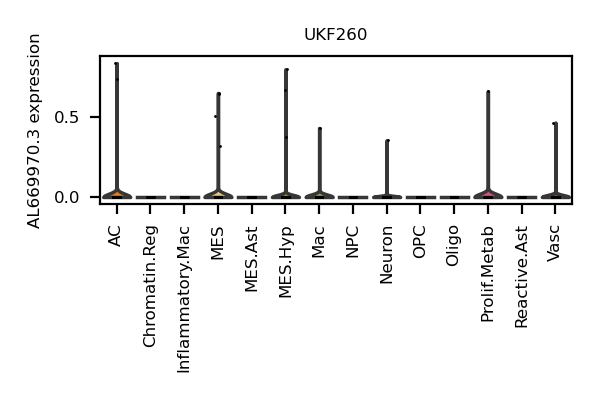 UKF260
AL669970.3 expression
0.5
0.0
AC
Chromatin.Reg
Inflammatory.Mac
MES
MES.Ast
MES.Hyp
Mac
NPC
Neuron
OPC
Oligo
Prolif.Metab
Reactive.Ast
Vasc